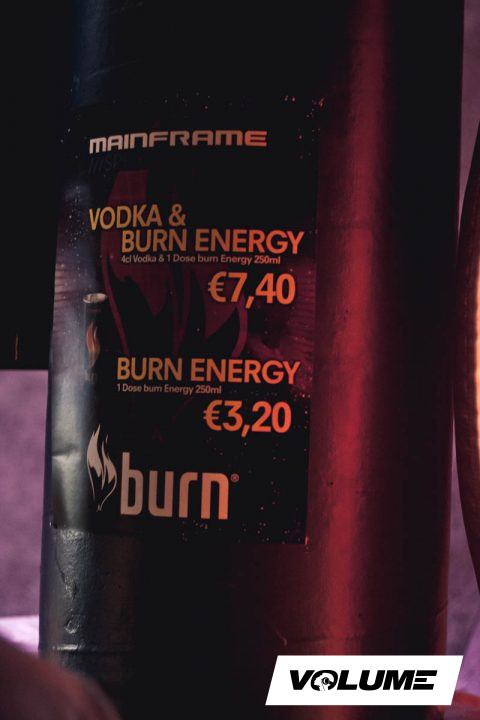 MAINFRAME
VODKA &
BURN ENERGY
4cl Vodka & 1 Dose burn Energy 250ml
€7,40
BURN ENERGY
1 Dose burn Energy 250ml
€3,20
burn®
VOLUME